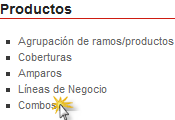 Productos
Agrupación de ramos/productos
Coberturas
Amparos
Líneas de Negocio
Combos